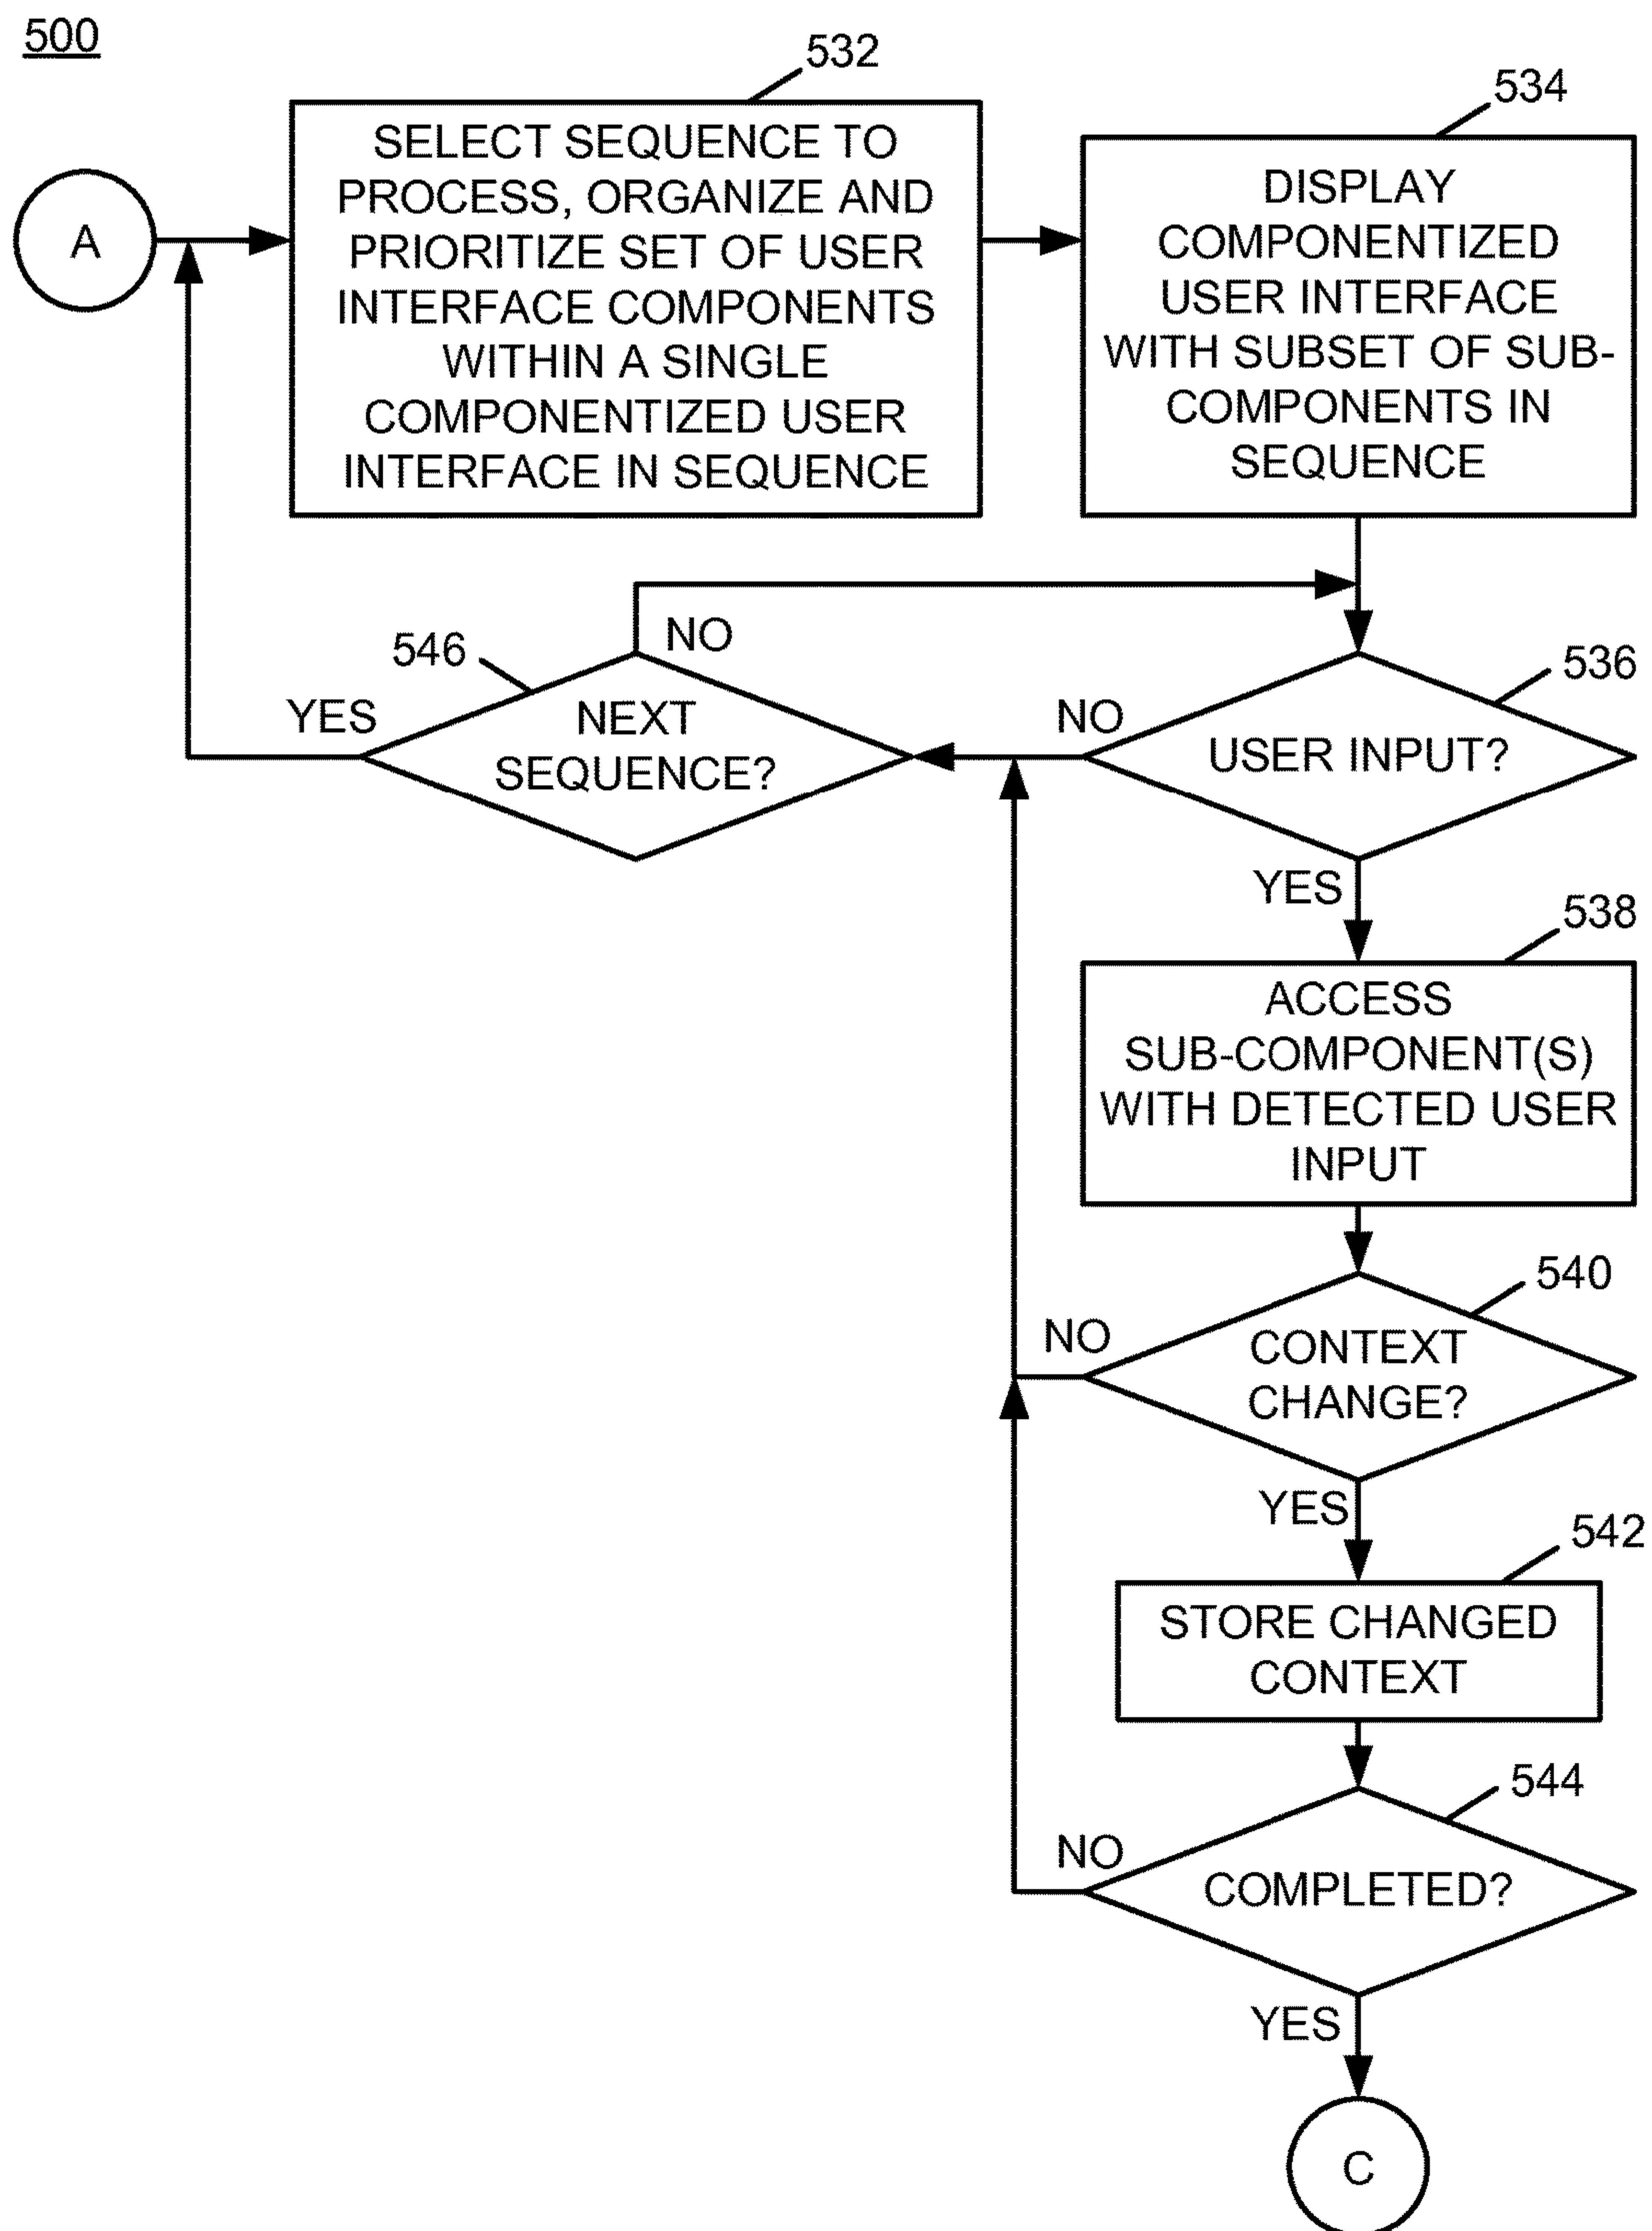 500
532
SELECT SEQUENCE TO
PROCESS, ORGANIZE AND
PRIORITIZE SET OF USER
INTERFACE COMPONENTS
WITHIN A SINGLE
COMPONENTIZED USER
INTERFACE IN SEQUENCE
534
DISPLAY
COMPONENTIZED
USER INTERFACE
WITH SUBSET OF SUB-
COMPONENTS IN
SEQUENCE
A
546
NO
YES
NEXT
SEQUENCE?
NO
536
USER INPUT?
YES
538
ACCESS
SUB-COMPONENT(S)
WITH DETECTED USER
INPUT
540
NO
CONTEXT
CHANGE?
YES
542
STORE CHANGED
CONTEXT
544
NO
COMPLETED?
YES
C